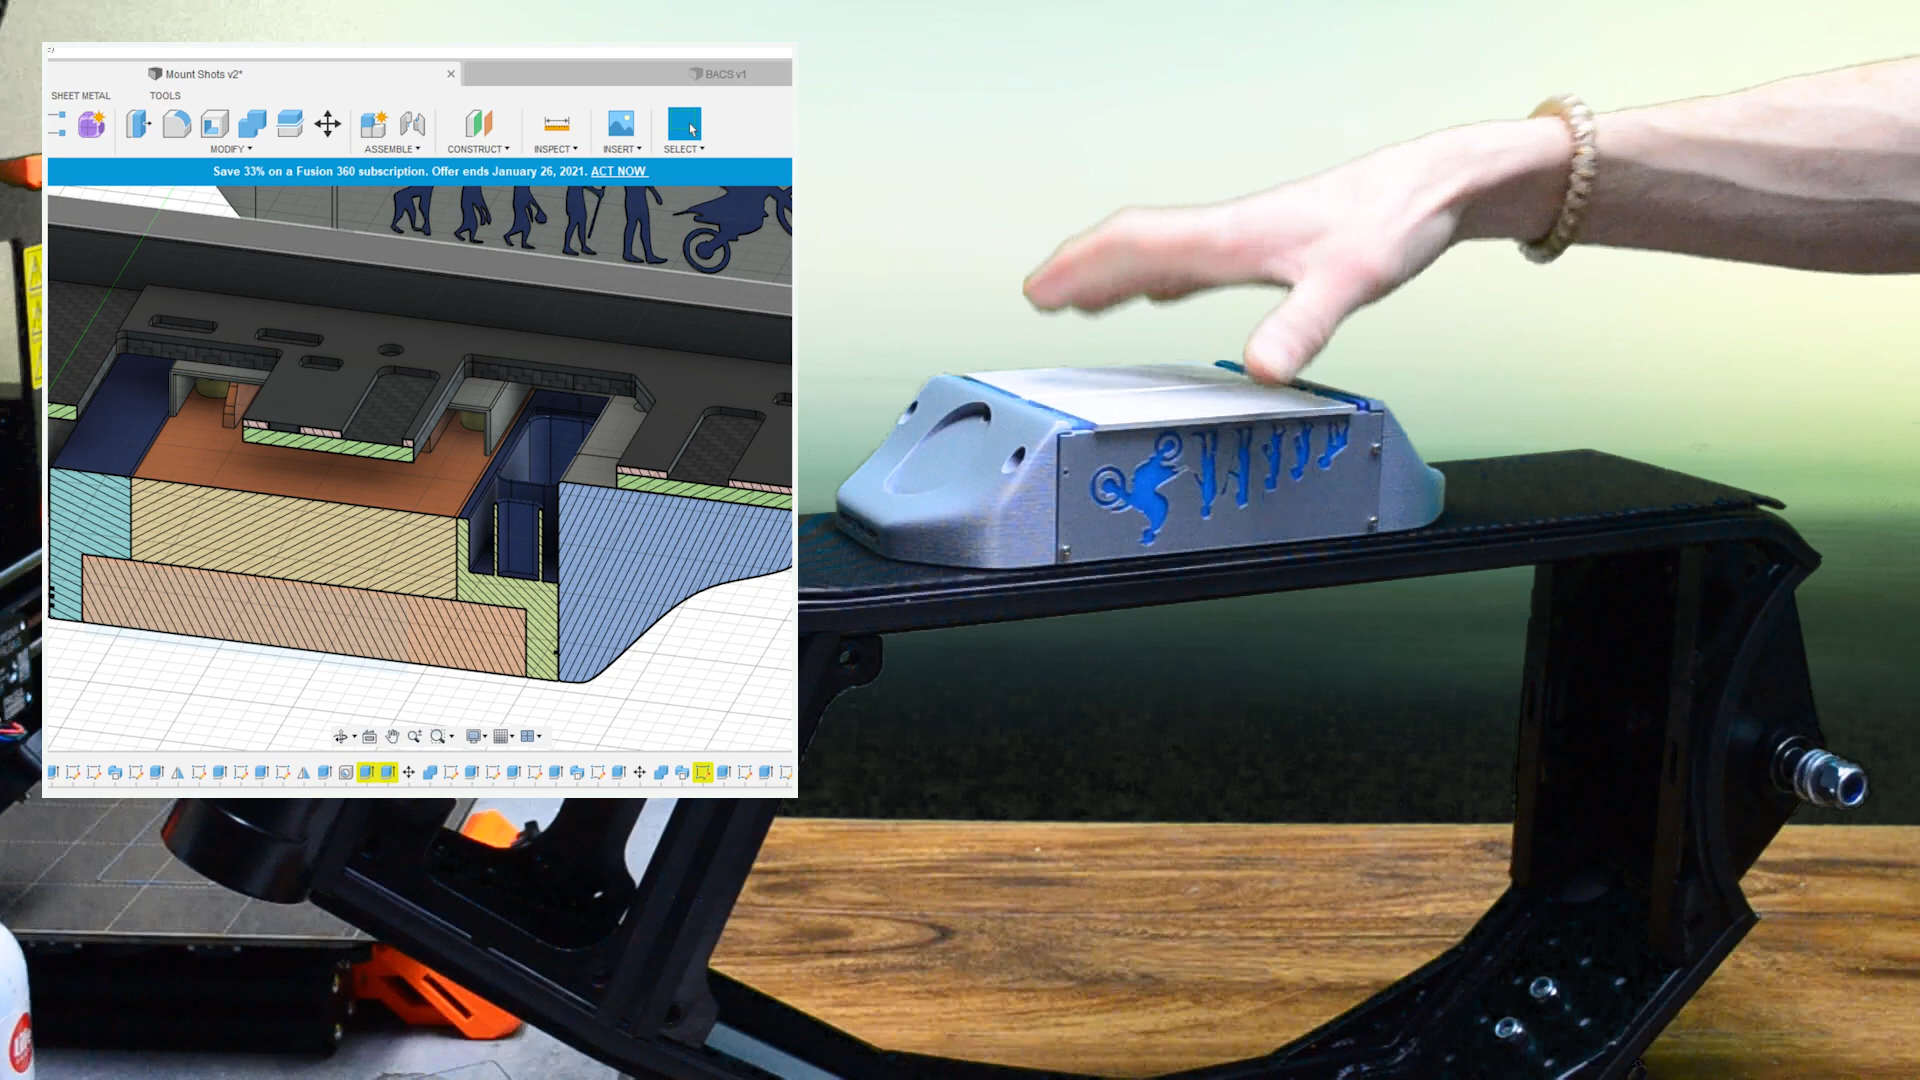 Mount Shots v2*
BACS v1
SHEET METAL
TOOLS
MODIFY
ASSEMBLE
CONSTRUCT
INSPECT
INSERT
SELECT
Save 33% on a Fusion 360 subscription. Offer ends January 26, 2021. ACT NOW